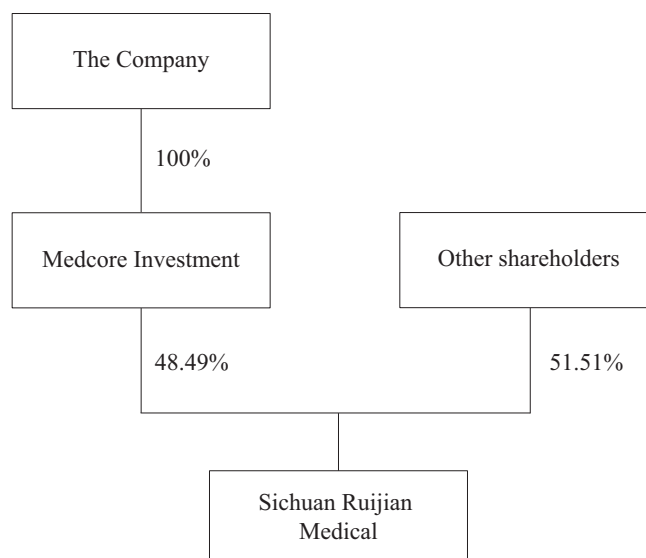 The Company
100%
Medcore Investment
Other shareholders
48.49%
51.51%
Sichuan Ruijian
Medical